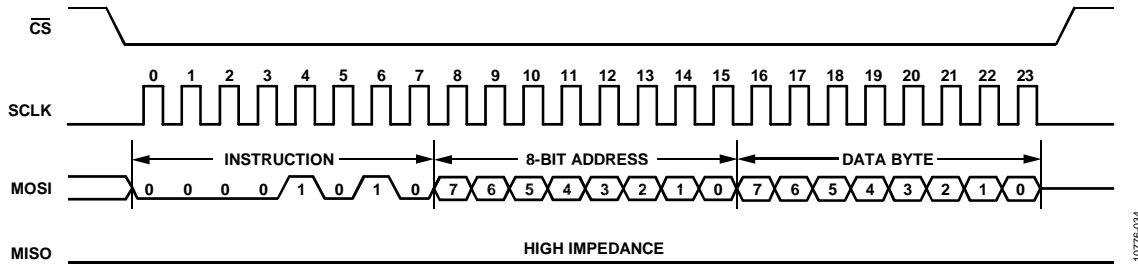 CS
0 1 2 3 4 5 6 7 8 9 10 11 12 13 14 15 16 17 18 19 20 21 22 23
SCLK
INSTRUCTION 8-BIT ADDRESS DATA BYTE
MOSI 0 0 0 0 1 0 1 0 7 6 5 4 3 2 1 0 7 6 5 4 3 2 1 0
MISO HIGH IMPEDANCE
10776-034